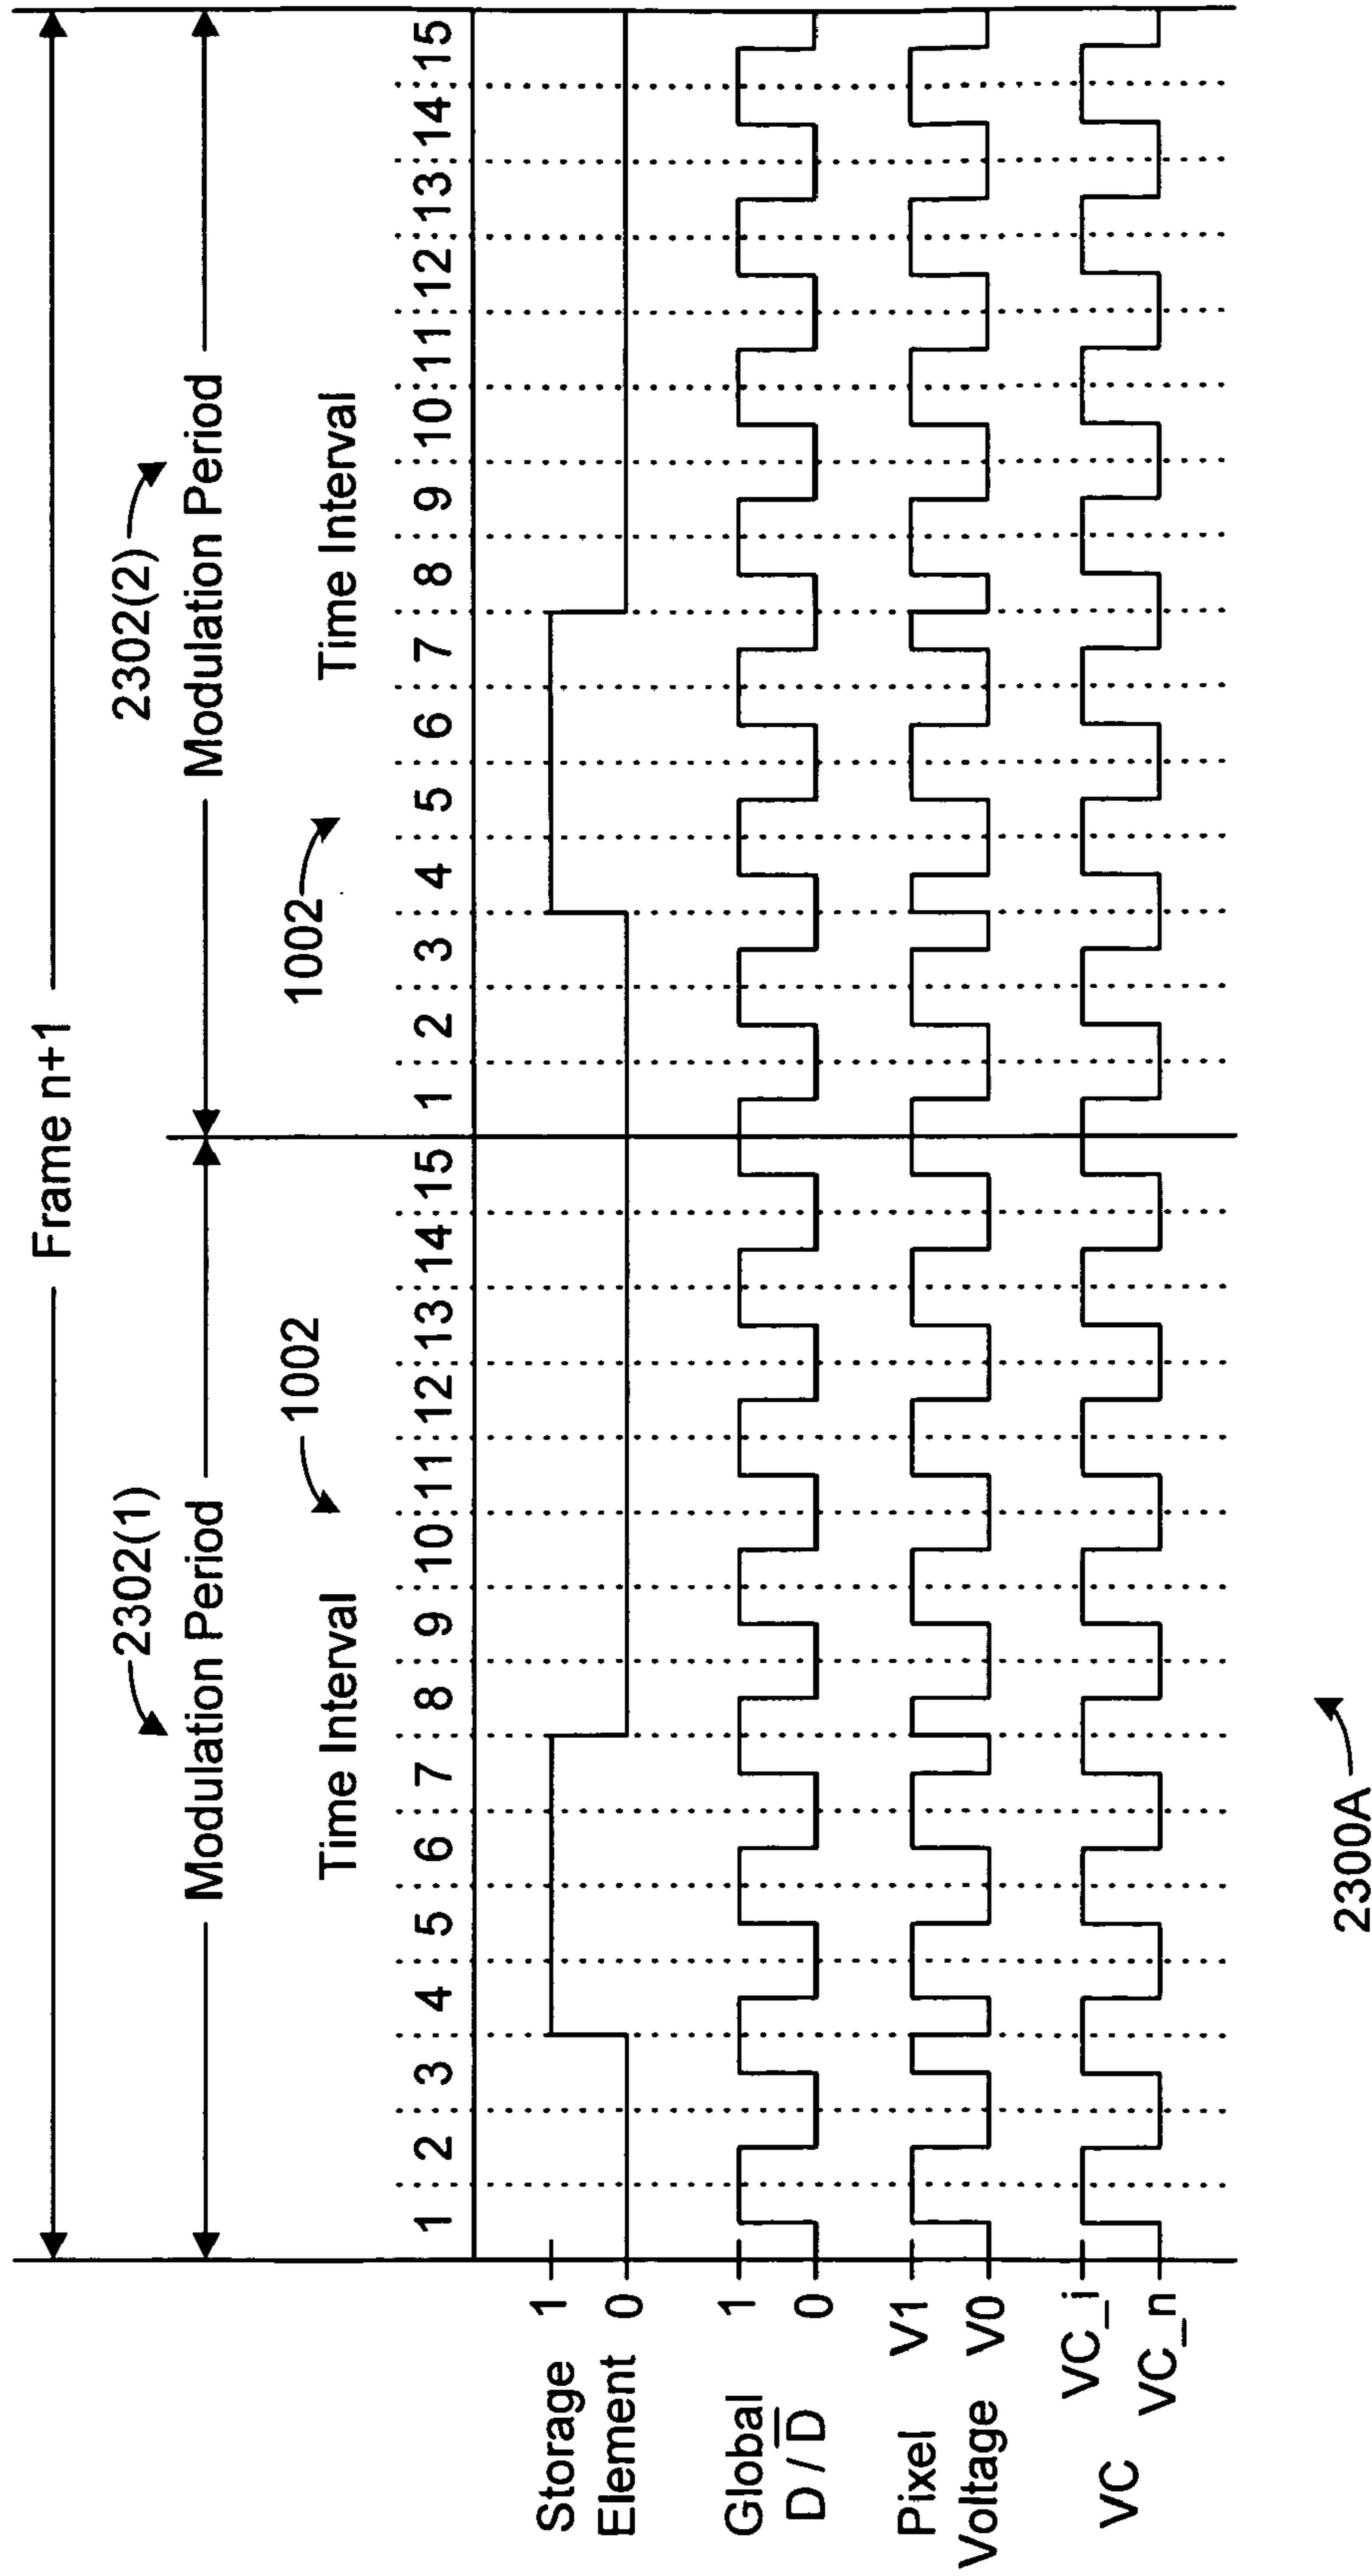 Frame n+1
2302(1)
2302(2)
Modulation Period
Modulation Period
1002
1002
Time Interval
Time Interval
1 2 3 4 5 6 7 8 9 10 11 12 13 14 15 1 2 3 4 5 6 7 8 9 10 11 12 13 14 15
Storage 1
Element 0
Global 1
D / D̅ 0
Pixel V1
Voltage V0
VC VC_i
VC_n
2300A